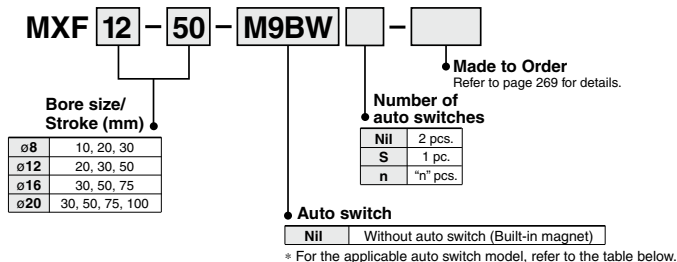 MXF 12 – 50 – M9BW –
Made to Order
Refer to page 269 for details.
Bore size/
Stroke (mm)
ø8 10, 20, 30
ø12 20, 30, 50
ø16 30, 50, 75
ø20 30, 50, 75, 100
Number of
auto switches
Nil 2 pcs.
S 1 pc.
n “n” pcs.
Auto switch
Nil Without auto switch (Built-in magnet)
∗ For the applicable auto switch model, refer to the table below.